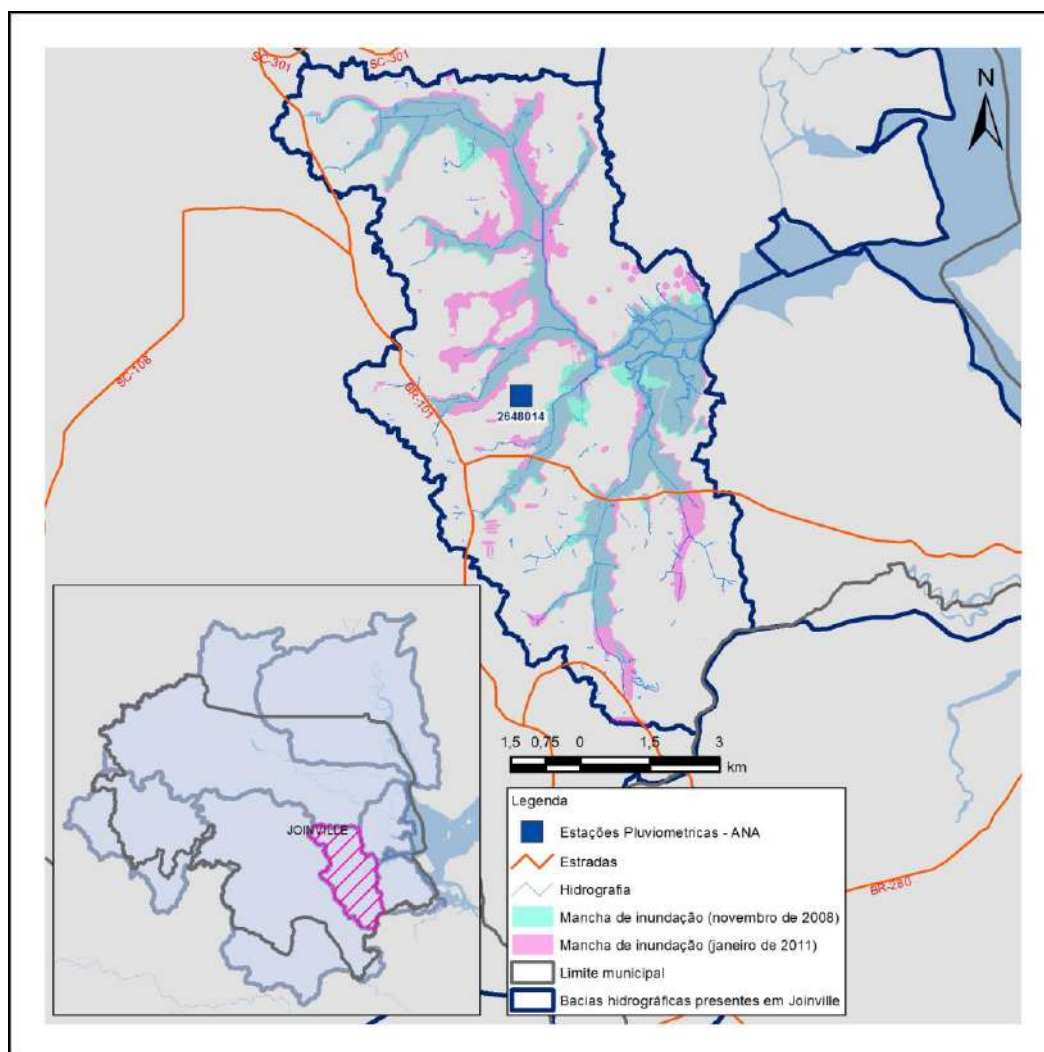 SC-301
SC-301
N
SC-108
BR-101
2648014
JOINVILLE
1,5 0,75 0 1,5 3
km
BR-280
Legenda
Estações Pluviometricas - ANA
Estradas
Hidrografia
Mancha de inundação (novembro de 2008)
Mancha de inundação (janeiro de 2011)
Limite municipal
Bacias hidrográficas presentes em Joinville